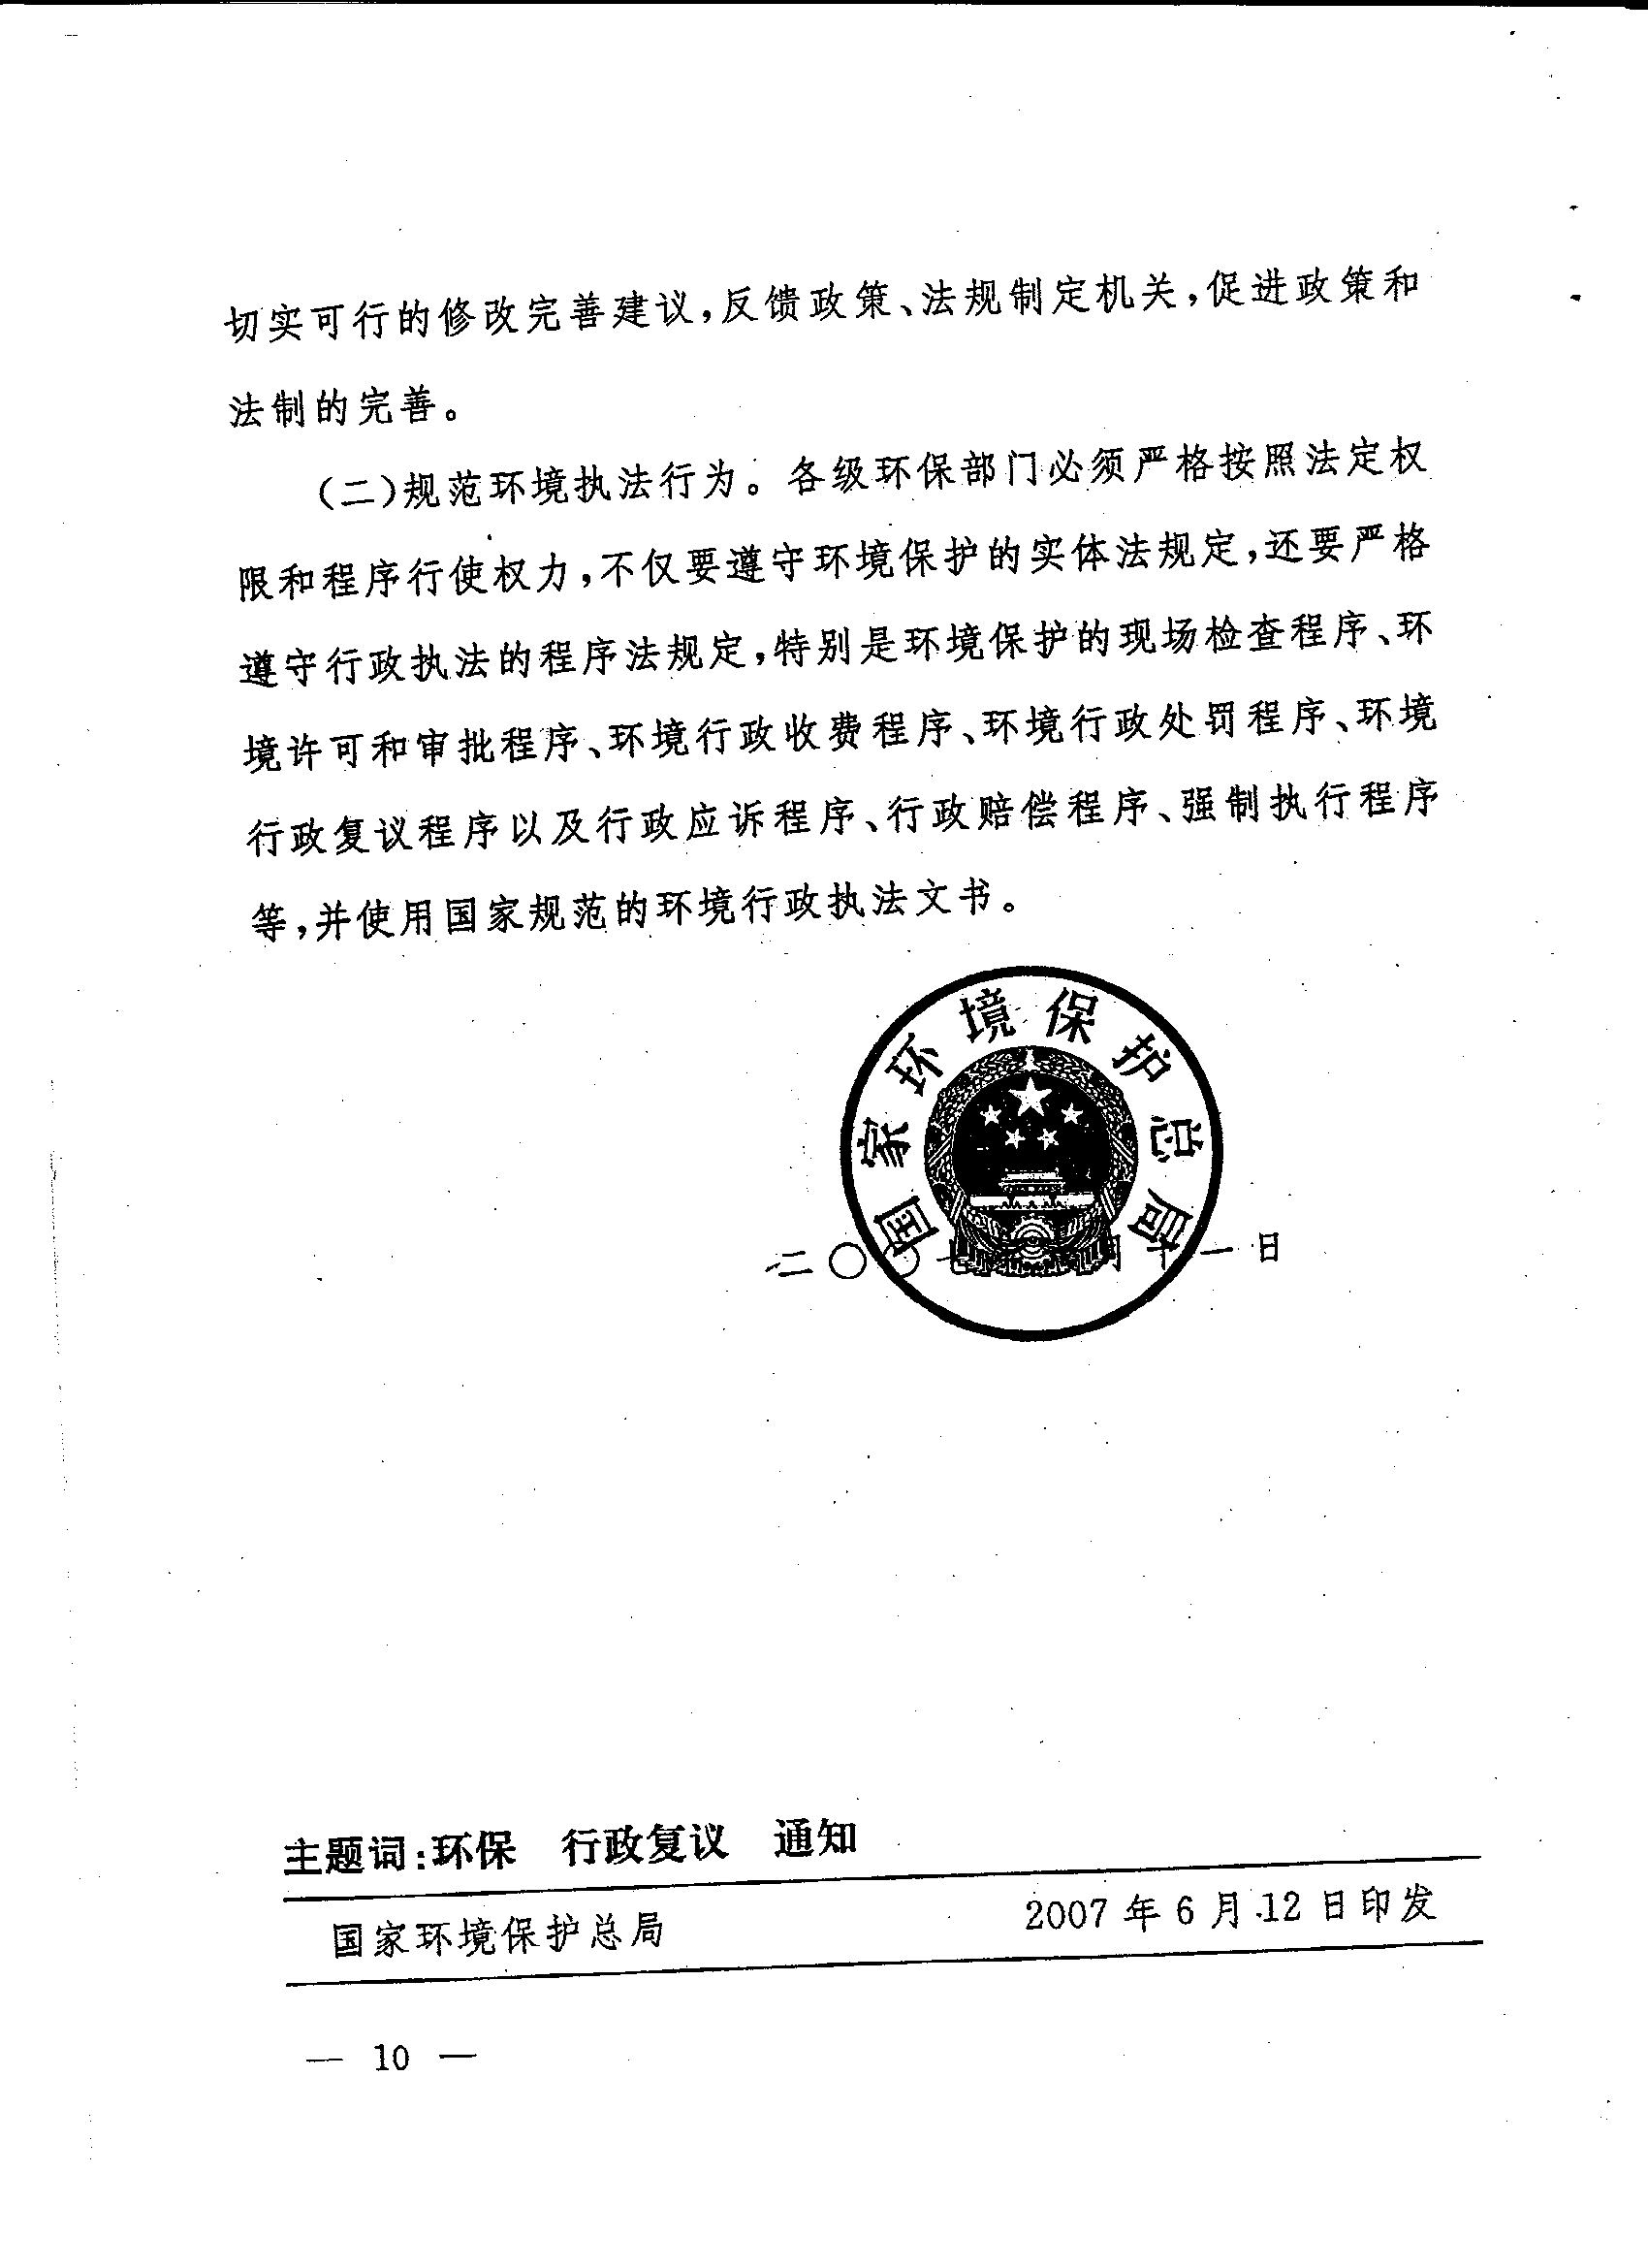 切实可行的修改完善建议,反馈政策、法规制定机关,促进政策和
法制的完善。
(二)规范环境执法行为。各级环保部门必须严格按照法定权
限和程序行使权力,不仅要遵守环境保护的实体法规定,还要严格
遵守行政执法的程序法规定,特别是环境保护的现场检查程序、环
境许可和审批程序、环境行政收费程序、环境行政处罚程序、环境
行政复议程序以及行政应诉程序、行政赔偿程序、强制执行程序
等,并使用国家规范的环境行政执法文书。
国家环境保护总局
二〇〇七 月十一日
主题词:环保 行政复议 通知
国家环境保护总局 2007年6月12日印发
— 10 —